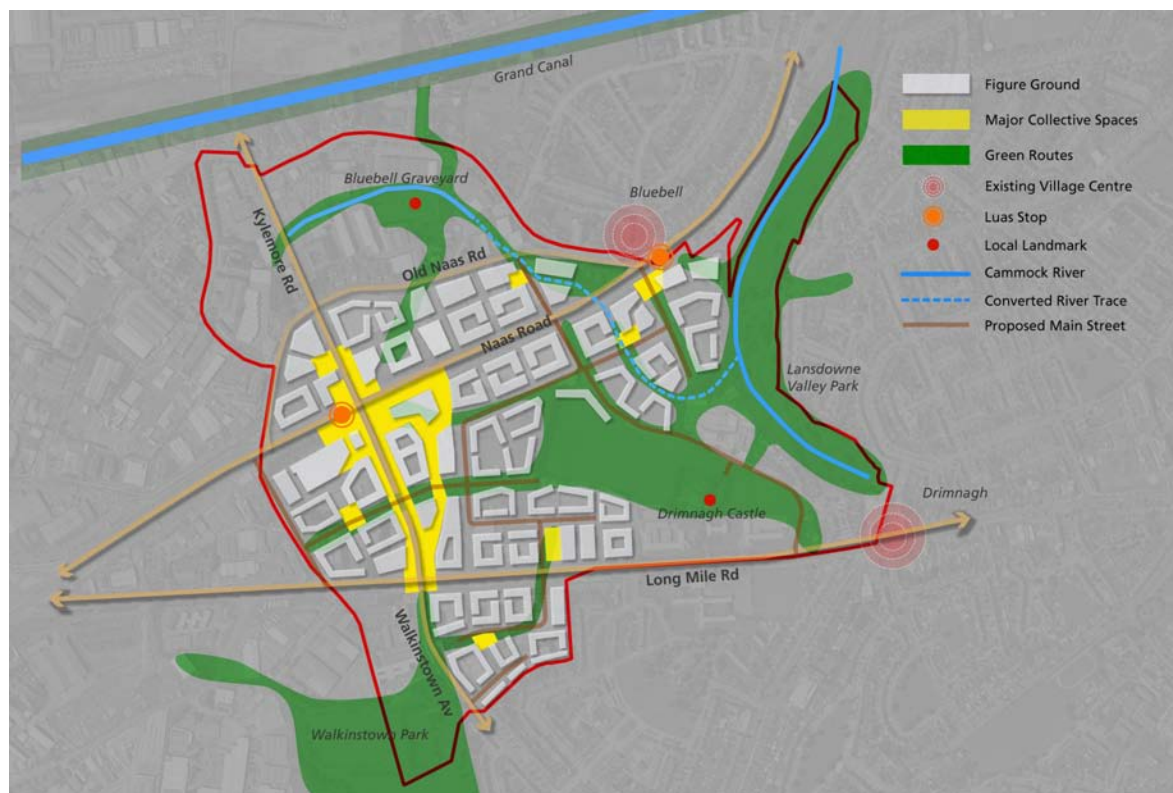 Grand Canal
Figure Ground
Major Collective Spaces
Green Routes
Existing Village Centre
Luas Stop
Local Landmark
Cammock River
Converted River Trace
Proposed Main Street
Bluebell Graveyard
Bluebell
Kylemore Rd
Old Naas Rd
Naas Road
Lansdowne
Valley Park
Drimnagh
Drimnagh Castle
Long Mile Rd
Walkinstown Av
Walkinstown Park